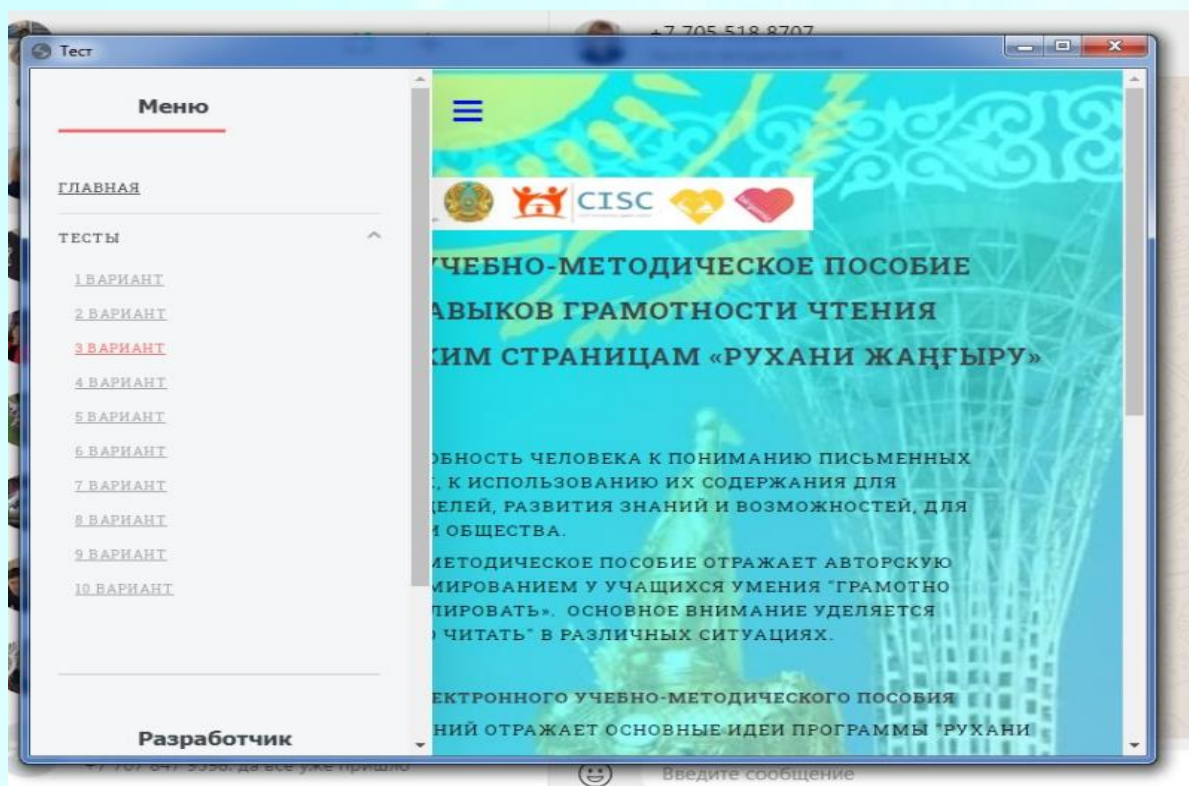 +7 705 518 8707
Тест
Меню
ГЛАВНАЯ
ТЕСТЫ
1 ВАРИАНТ
2 ВАРИАНТ
3 ВАРИАНТ
4 ВАРИАНТ
5 ВАРИАНТ
6 ВАРИАНТ
7 ВАРИАНТ
8 ВАРИАНТ
9 ВАРИАНТ
10 ВАРИАНТ
Разработчик
CISC
УЧЕБНО-МЕТОДИЧЕСКОЕ ПОСОБИЕ
АВЫКОВ ГРАМОТНОСТИ ЧТЕНИЯ
КИМ СТРАНИЦАМ «РУХАНИ ЖАҢҒЫРУ»
ОБНОСТЬ ЧЕЛОВЕКА К ПОНИМАНИЮ ПИСЬМЕННЫХ
, К ИСПОЛЬЗОВАНИЮ ИХ СОДЕРЖАНИЯ ДЛЯ
ЦЕЛЕЙ, РАЗВИТИЯ ЗНАНИЙ И ВОЗМОЖНОСТЕЙ, ДЛЯ
И ОБЩЕСТВА.
МЕТОДИЧЕСКОЕ ПОСОБИЕ ОТРАЖАЕТ АВТОРСКУЮ
МИРОВАНИЕМ У УЧАЩИХСЯ УМЕНИЯ "ГРАМОТНО
ЛИРОВАТЬ». ОСНОВНОЕ ВНИМАНИЕ УДЕЛЯЕТСЯ
О ЧИТАТЬ" В РАЗЛИЧНЫХ СИТУАЦИЯХ.
ЕКТРОННОГО УЧЕБНО-МЕТОДИЧЕСКОГО ПОСОБИЯ
НИЙ ОТРАЖАЕТ ОСНОВНЫЕ ИДЕИ ПРОГРАММЫ "РУХАНИ
да все уже пришло
Введите сообщение